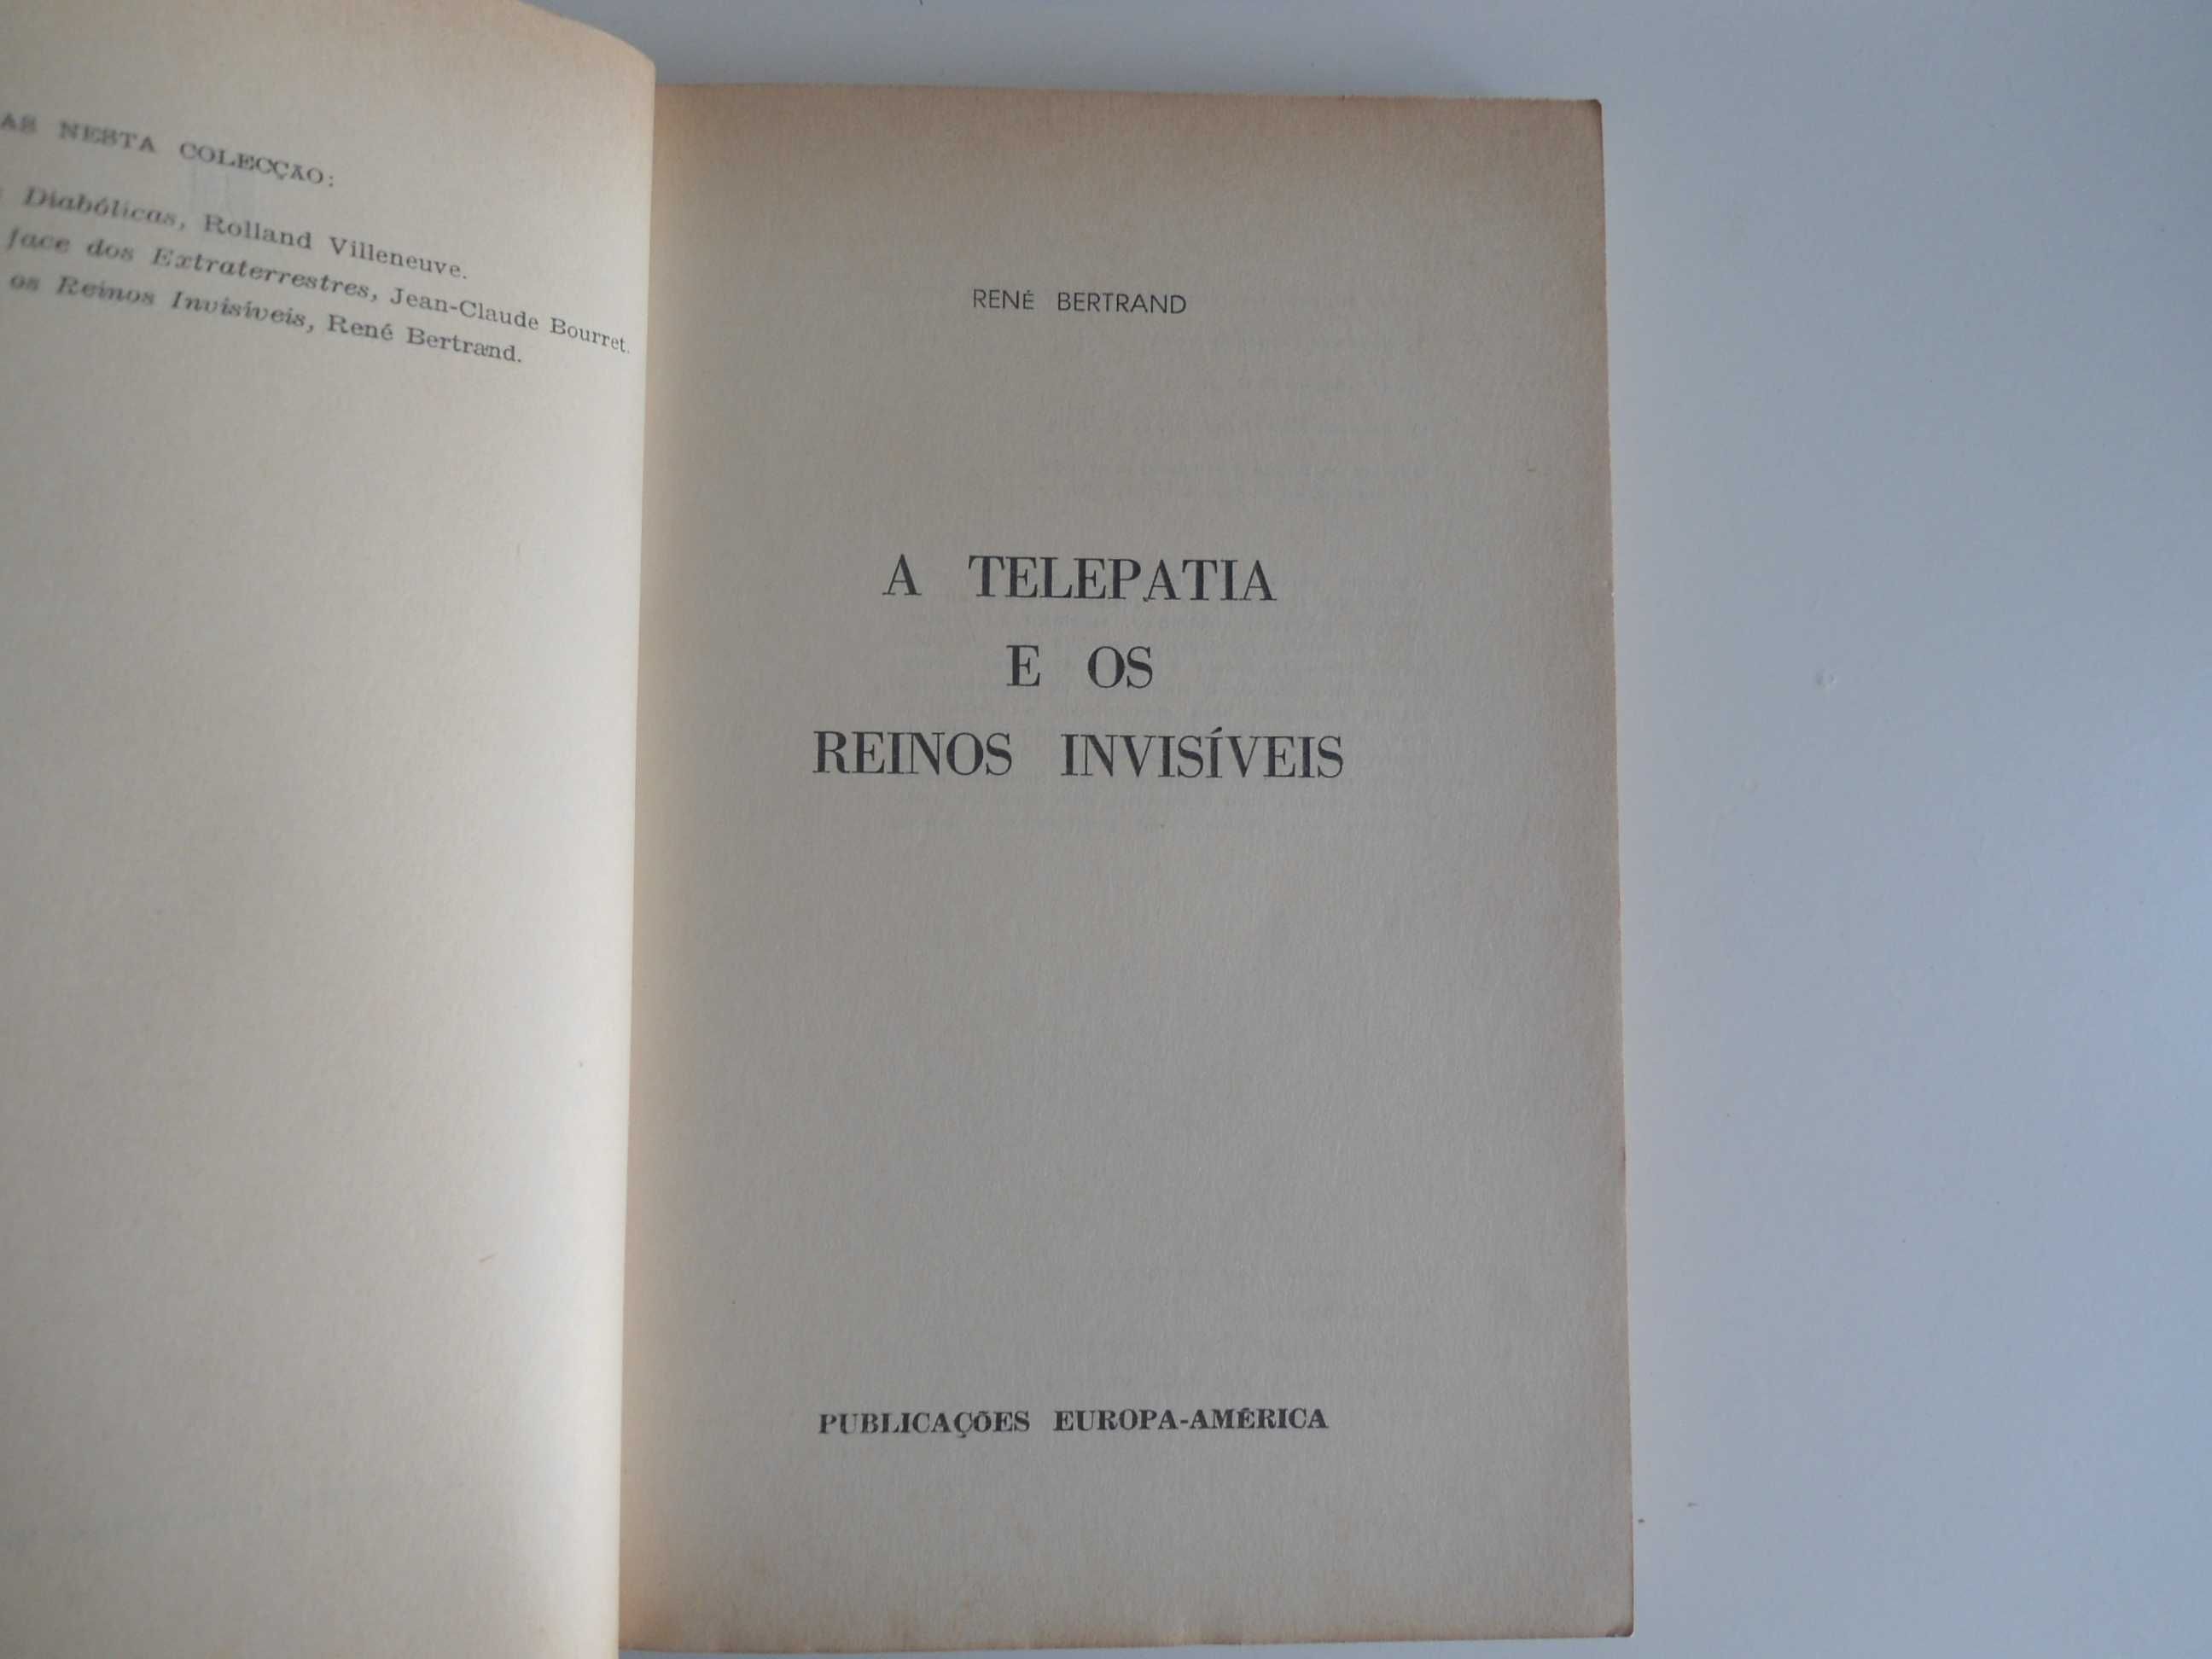 AS NESTA COLECÇÃO:
Diabólicas, Rolland Villeneuve.
face dos Extraterrestres, Jean-Claude Bourret.
os Reinos Invisíveis, René Bertrand.
RENÉ BERTRAND
A TELEPATIA
E OS
REINOS INVISÍVEIS
PUBLICAÇÕES EUROPA-AMÉRICA